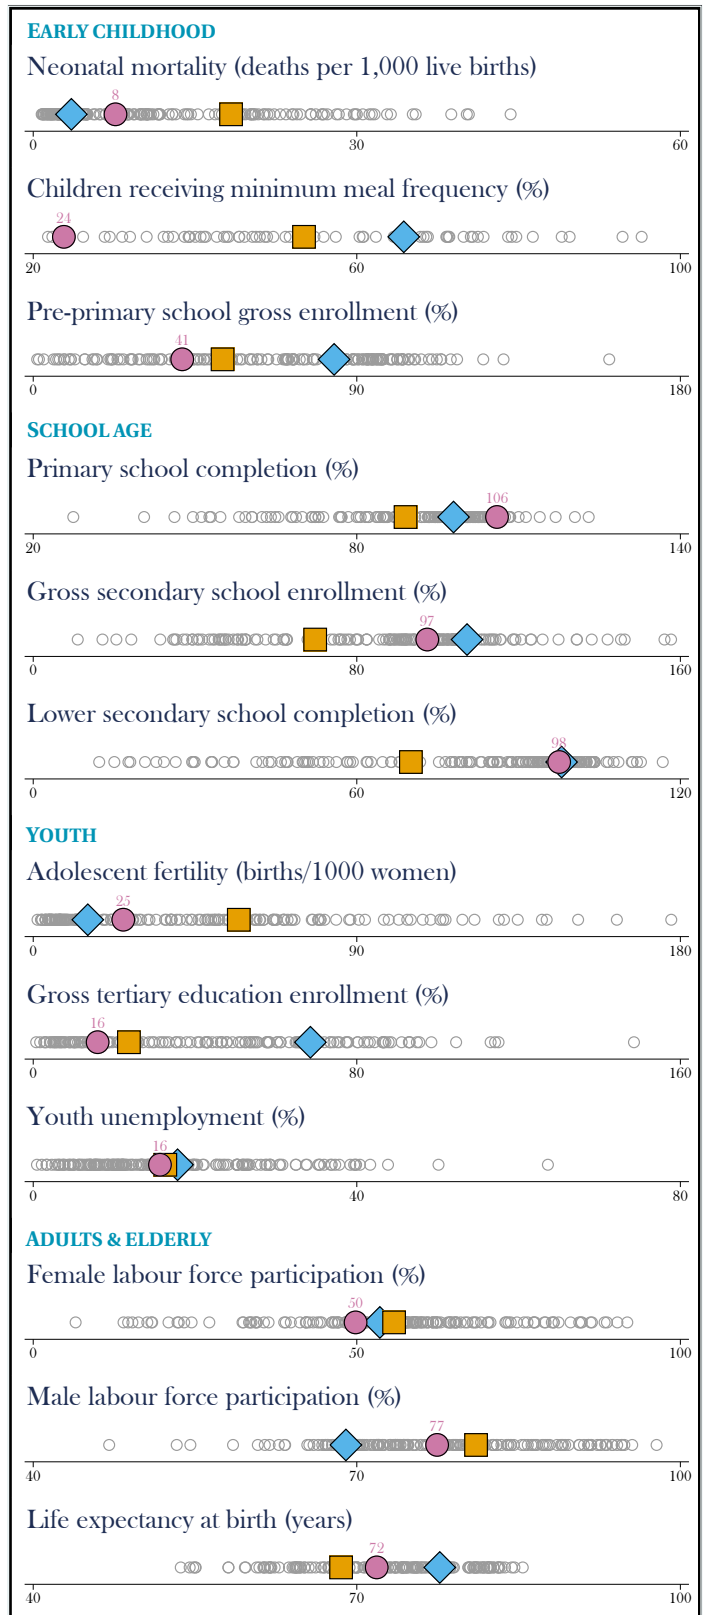 EARLY CHILDHOOD
Neonatal mortality (deaths per 1,000 live births)
8
0 30 60
Children receiving minimum meal frequency (%)
24
20 60 100
Pre-primary school gross enrollment (%)
41
0 90 180
SCHOOL AGE
Primary school completion (%)
106
20 80 140
Gross secondary school enrollment (%)
97
0 80 160
Lower secondary school completion (%)
98
0 60 120
YOUTH
Adolescent fertility (births/1000 women)
25
0 90 180
Gross tertiary education enrollment (%)
16
0 80 160
Youth unemployment (%)
16
0 40 80
ADULTS & ELDERLY
Female labour force participation (%)
50
0 50 100
Male labour force participation (%)
77
40 70 100
Life expectancy at birth (years)
72
40 70 100